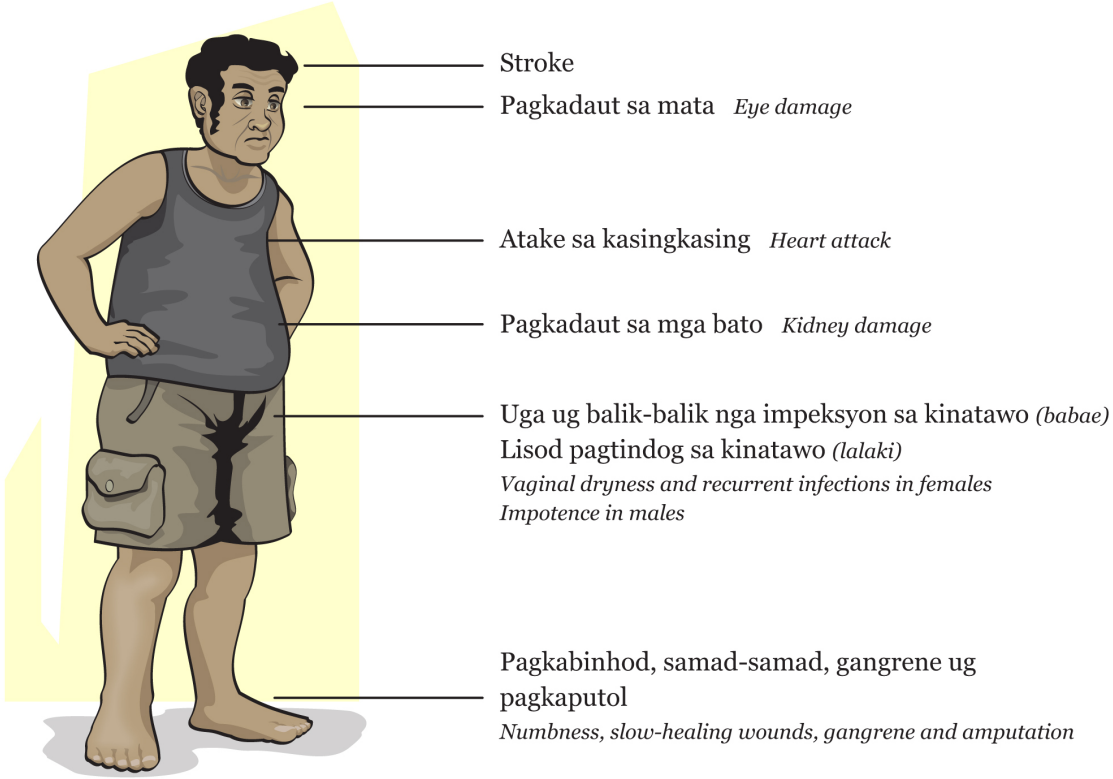 Stroke
Pagkadaut sa mata Eye damage
Atake sa kasingkasing Heart attack
Pagkadaut sa mga bato Kidney damage
Uga ug balik-balik nga impeksyon sa kinatawo (babae)
Lisod pagtindog sa kinatawo (lalaki)
Vaginal dryness and recurrent infections in females
Impotence in males
Pagkabinhod, samad-samad, gangrene ug
pagkaputol
Numbness, slow-healing wounds, gangrene and amputation